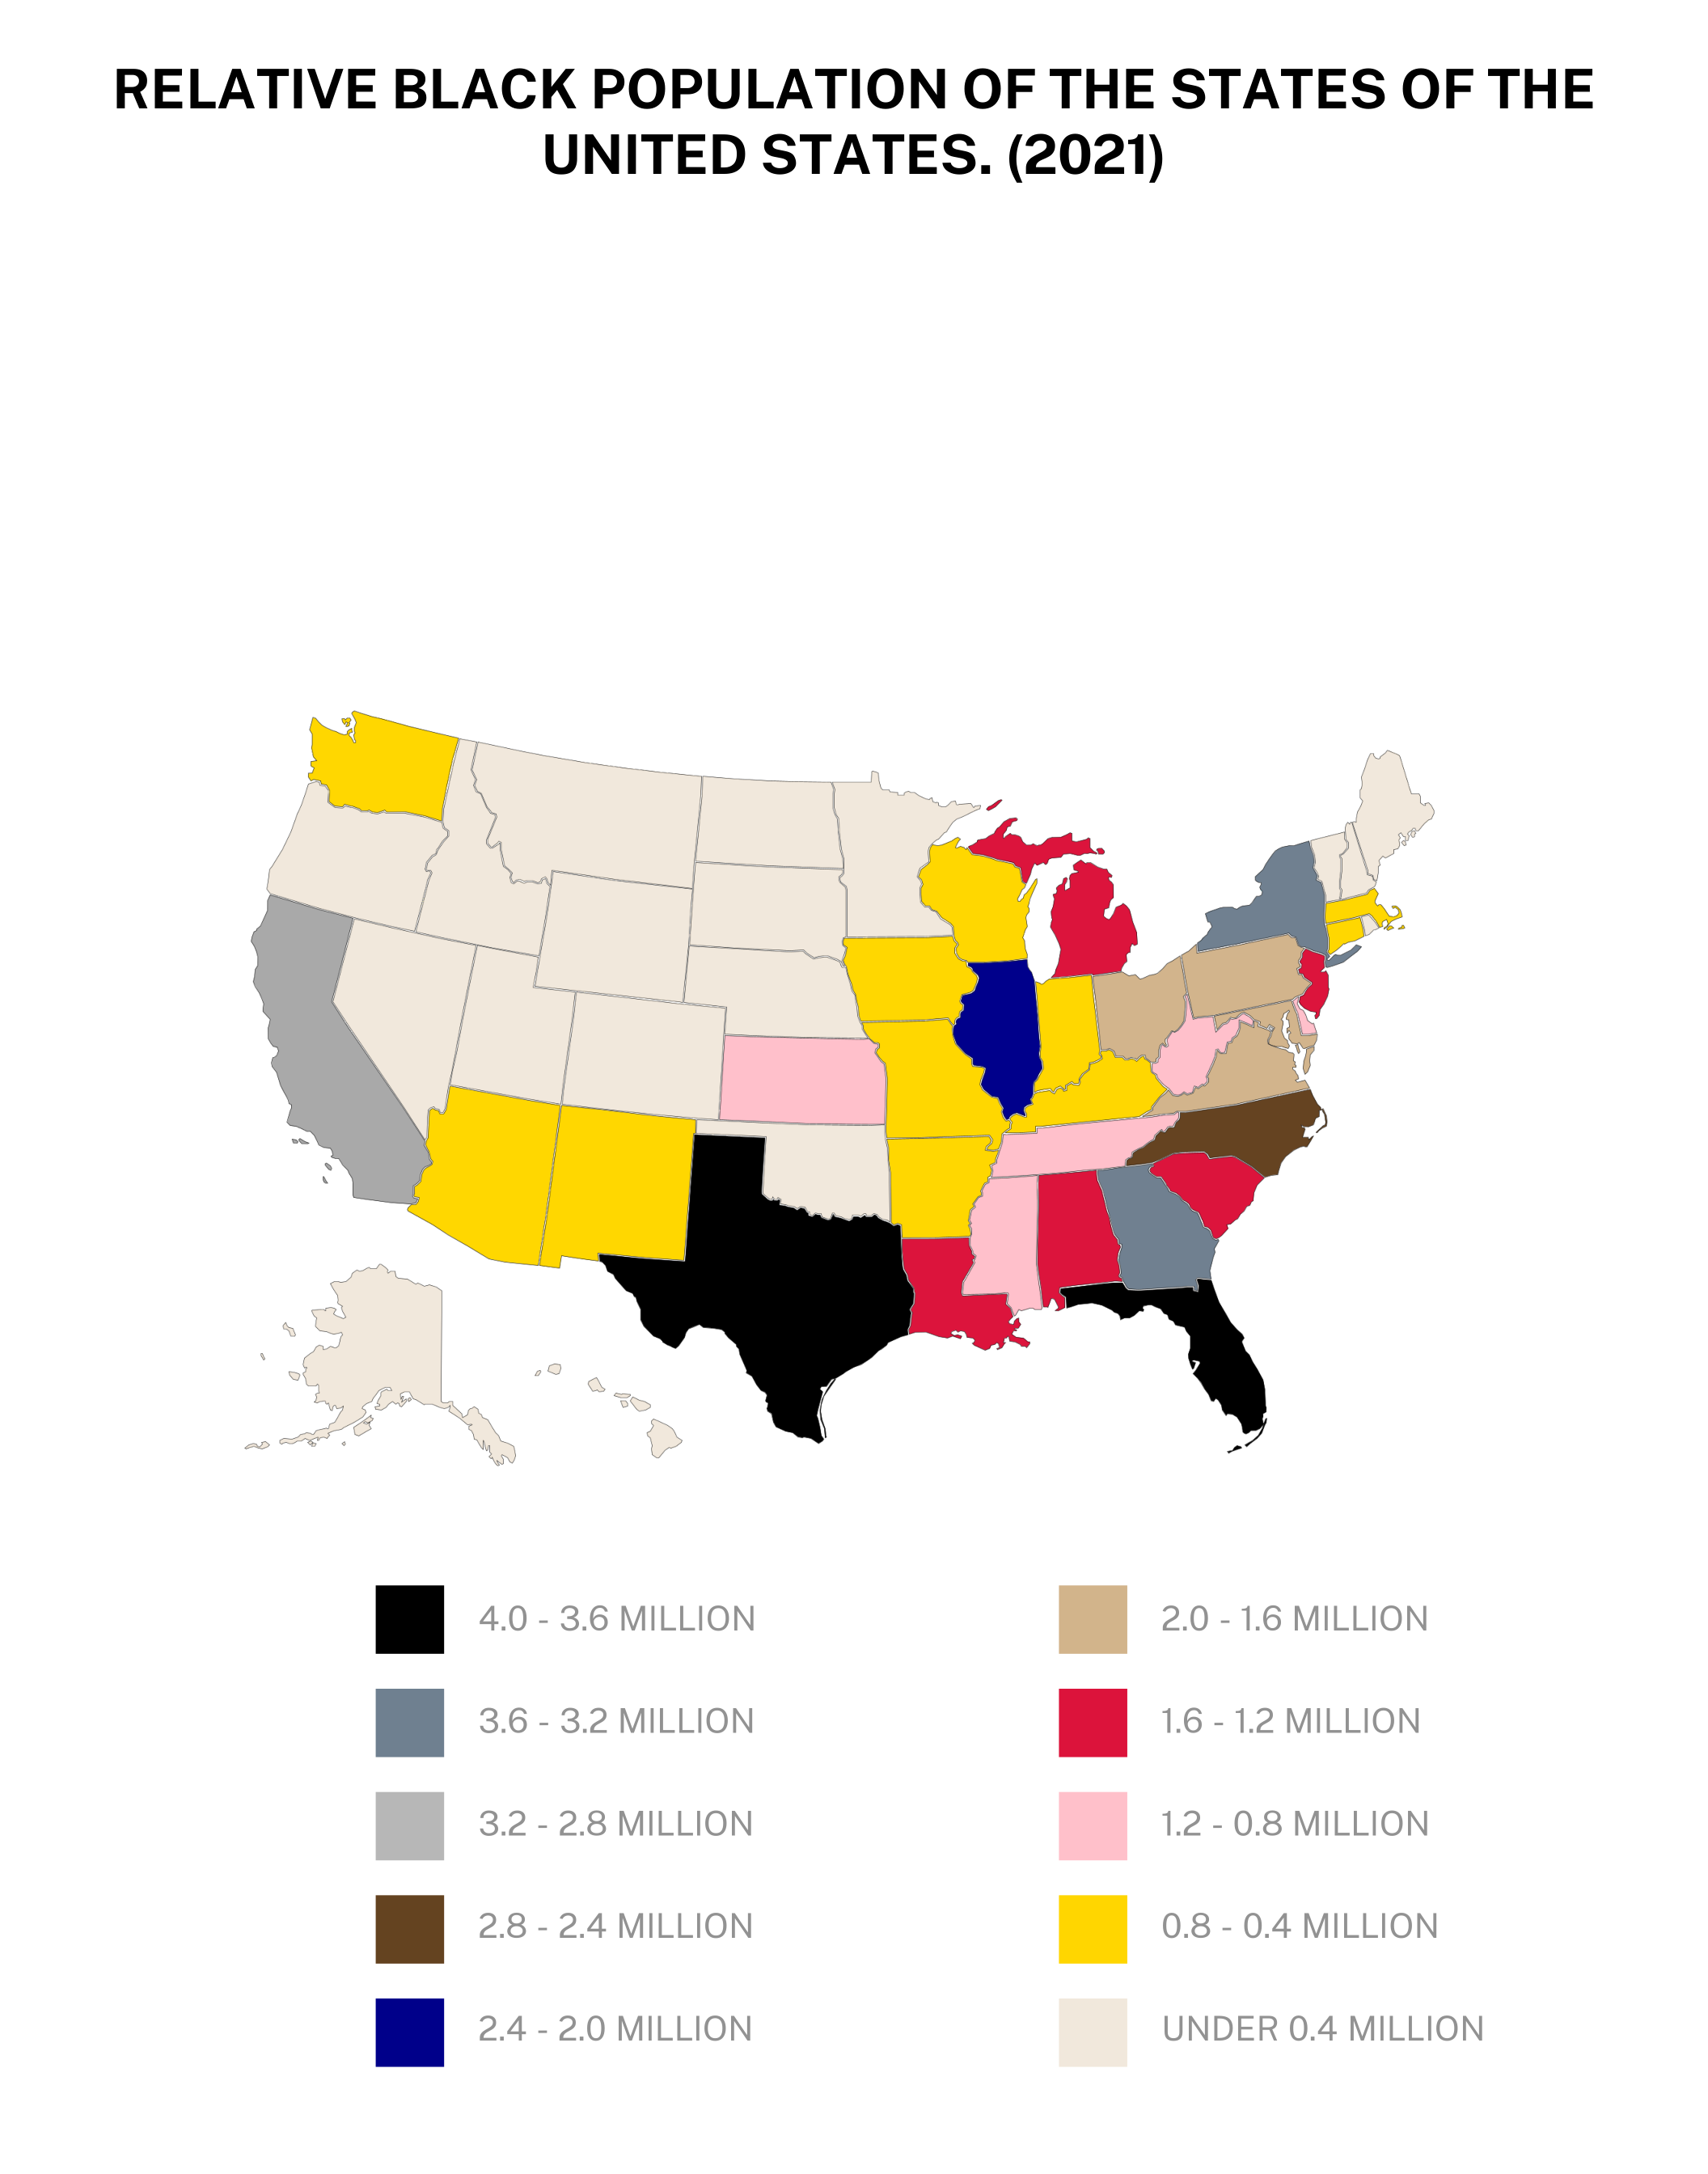 RELATIVE BLACK POPULATION OF THE STATES OF THE
UNITED STATES. (2021)
4.0 - 3.6 MILLION
3.6 - 3.2 MILLION
3.2 - 2.8 MILLION
2.8 - 2.4 MILLION
2.4 - 2.0 MILLION
2.0 - 1.6 MILLION
1.6 - 1.2 MILLION
1.2 - 0.8 MILLION
0.8 - 0.4 MILLION
UNDER 0.4 MILLION